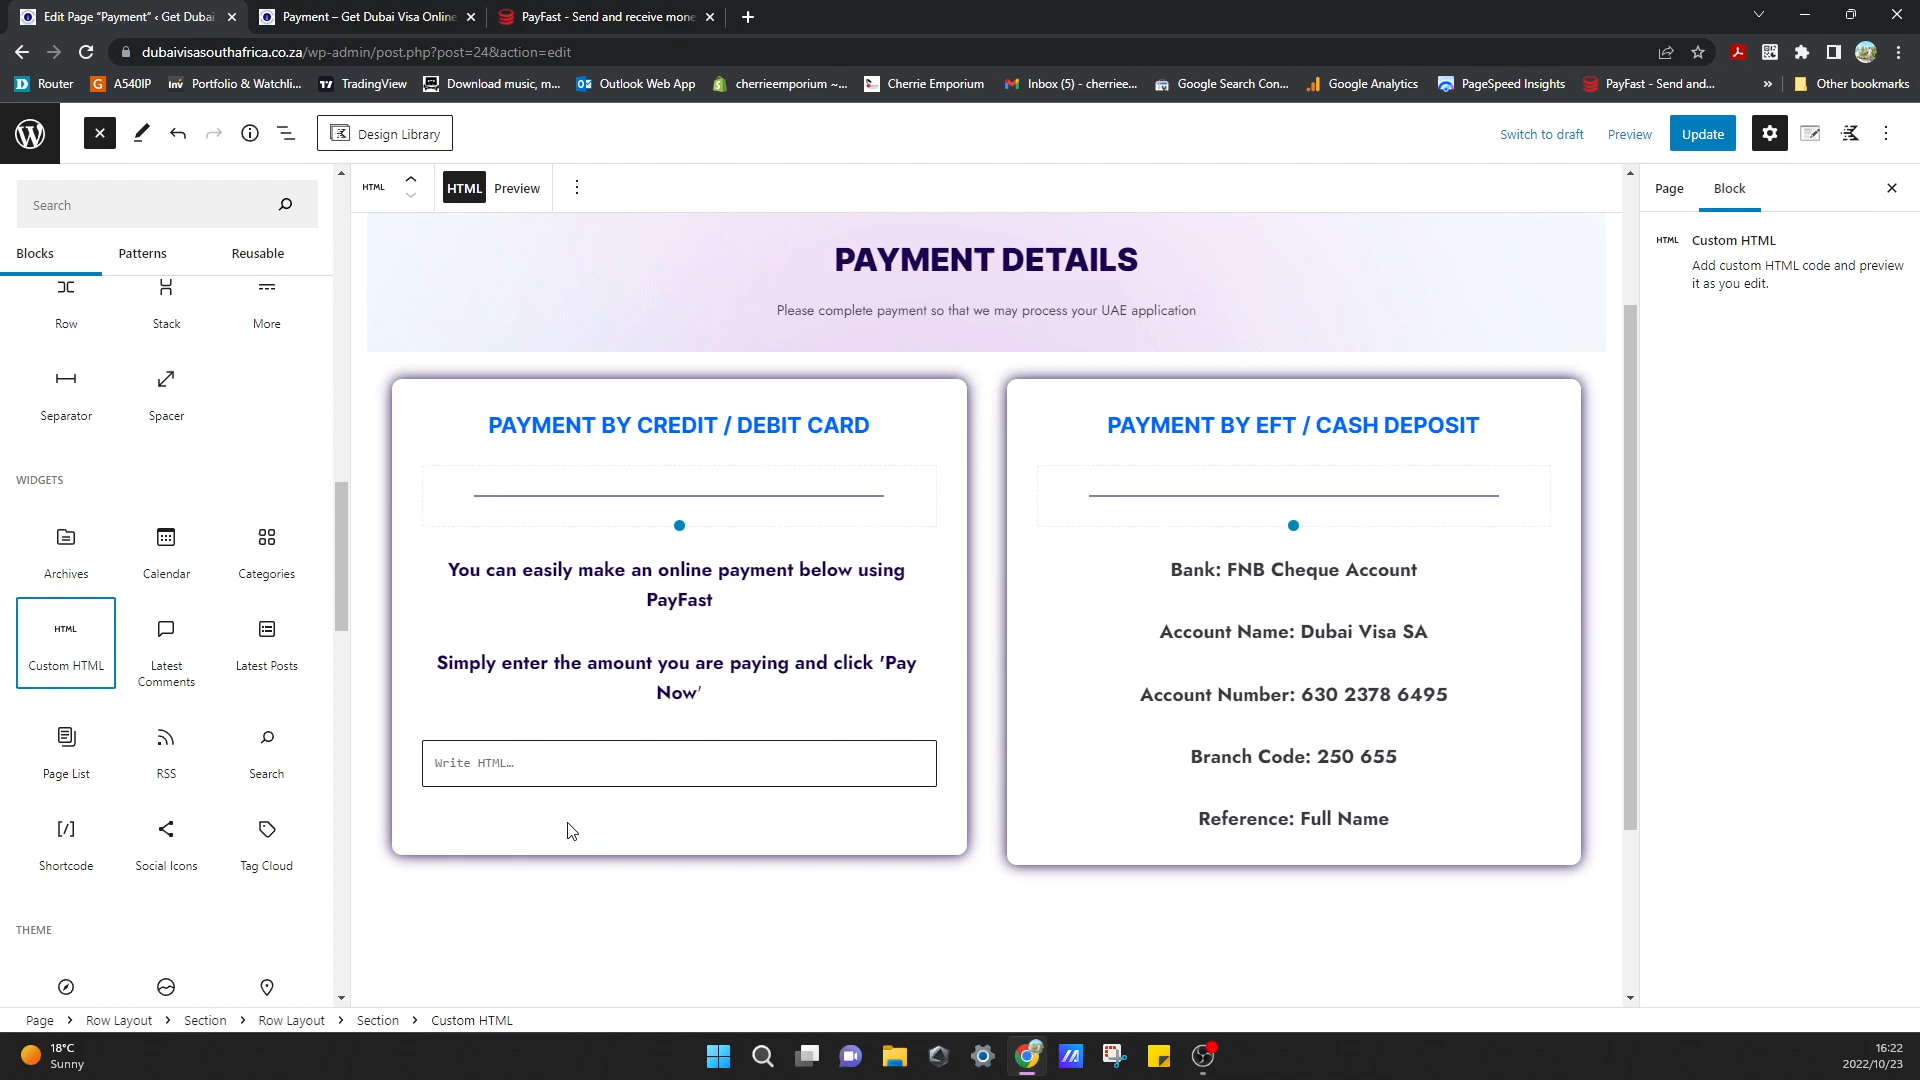 Edit Page “Payment” ‹ Get Dubai
Payment – Get Dubai Visa Online
PayFast - Send and receive mone
dubaivisasouthafrica.co.za/wp-admin/post.php?post=24&action=edit
Router
A540IP
Portfolio & Watchli...
TradingView
Download music, m...
Outlook Web App
cherrieemporium ~...
Cherrie Emporium
Inbox (5) - cherriee...
Google Search Con...
Google Analytics
PageSpeed Insights
PayFast - Send and...
»
Other bookmarks
Design Library
Switch to draft
Preview
Update
Search
Blocks
Patterns
Reusable
Row
Stack
More
Separator
Spacer
WIDGETS
Archives
Calendar
Categories
HTML
Custom HTML
Latest
Comments
Latest Posts
Page List
RSS
Search
[/]
Shortcode
Social Icons
Tag Cloud
THEME
HTML
HTML
Preview
PAYMENT DETAILS
Please complete payment so that we may process your UAE application
PAYMENT BY CREDIT / DEBIT CARD
You can easily make an online payment below using
PayFast
Simply enter the amount you are paying and click 'Pay
Now'
Write HTML…
PAYMENT BY EFT / CASH DEPOSIT
Bank: FNB Cheque Account
Account Name: Dubai Visa SA
Account Number: 630 2378 6495
Branch Code: 250 655
Reference: Full Name
Page
Block
HTML
Custom HTML
Add custom HTML code and preview
it as you edit.
Page > Row Layout > Section > Row Layout > Section > Custom HTML
18°C
Sunny
16:22
2022/10/23